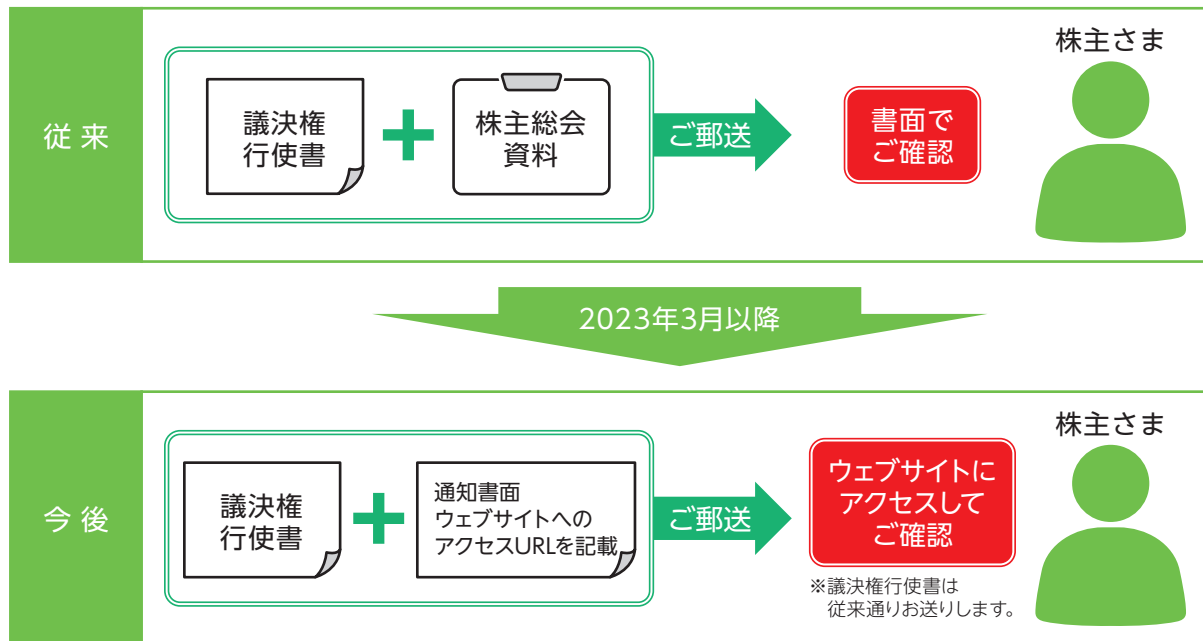 従来
議決権
行使書
株主総会
資料
ご郵送
書面で
ご確認
株主さま
2023年3月以降
今後
議決権
行使書
通知書面
ウェブサイトへの
アクセスURLを記載
ご郵送
ウェブサイトに
アクセスして
ご確認
※議決権行使書は
従来通りお送りします。
株主さま